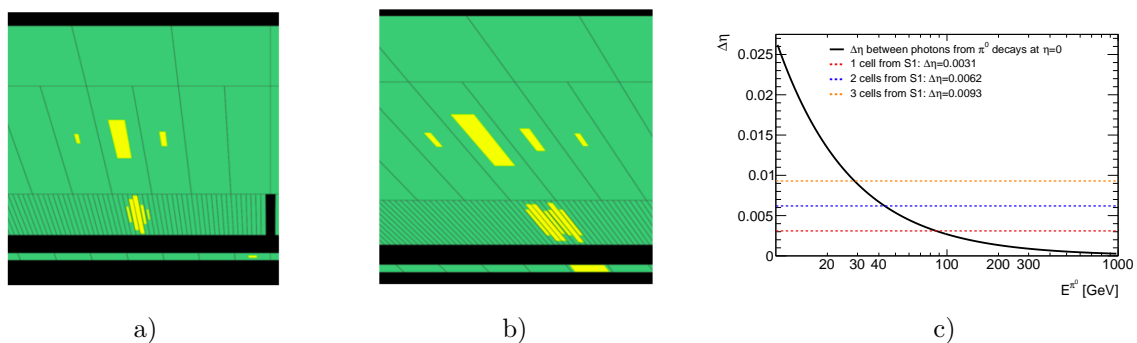 Δη
0.025
0.02
0.015
0.01
0.005
0
Δη between photons from π⁰ decays at η=0
1 cell from S1: Δη=0.0031
2 cells from S1: Δη=0.0062
3 cells from S1: Δη=0.0093
20 30 40 100 200 300 1000
E^π⁰ [GeV]
a) b) c)